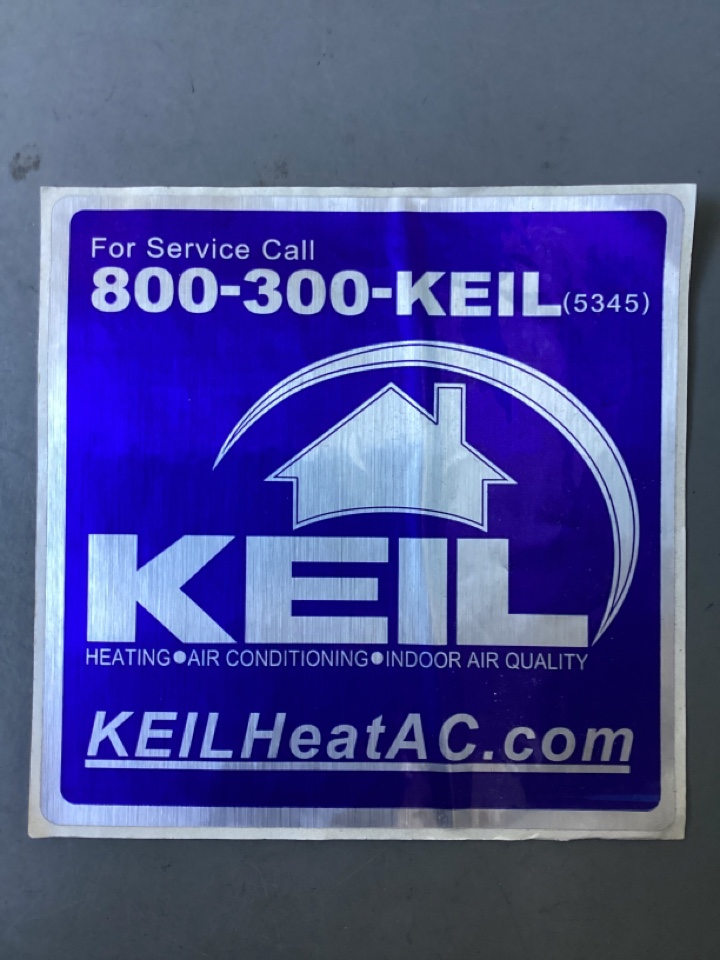 For Service Call
800-300-KEIL(5345)
KEIL
HEATING●AIR CONDITIONING●INDOOR AIR QUALITY
KEILHeatAC.com